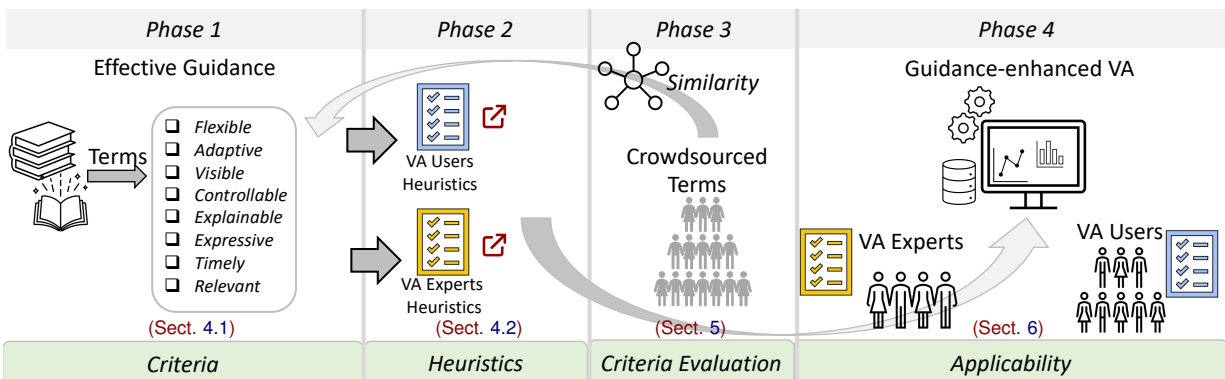 Phase 1
Phase 2
Phase 3
Phase 4
Effective Guidance
Terms
Flexible
Adaptive
Visible
Controllable
Explainable
Expressive
Timely
Relevant
(Sect. 4.1)
Criteria
VA Users
Heuristics
VA Experts
Heuristics
(Sect. 4.2)
Heuristics
Similarity
Crowdsourced
Terms
(Sect. 5)
Criteria Evaluation
Guidance-enhanced VA
VA Experts
VA Users
(Sect. 6)
Applicability